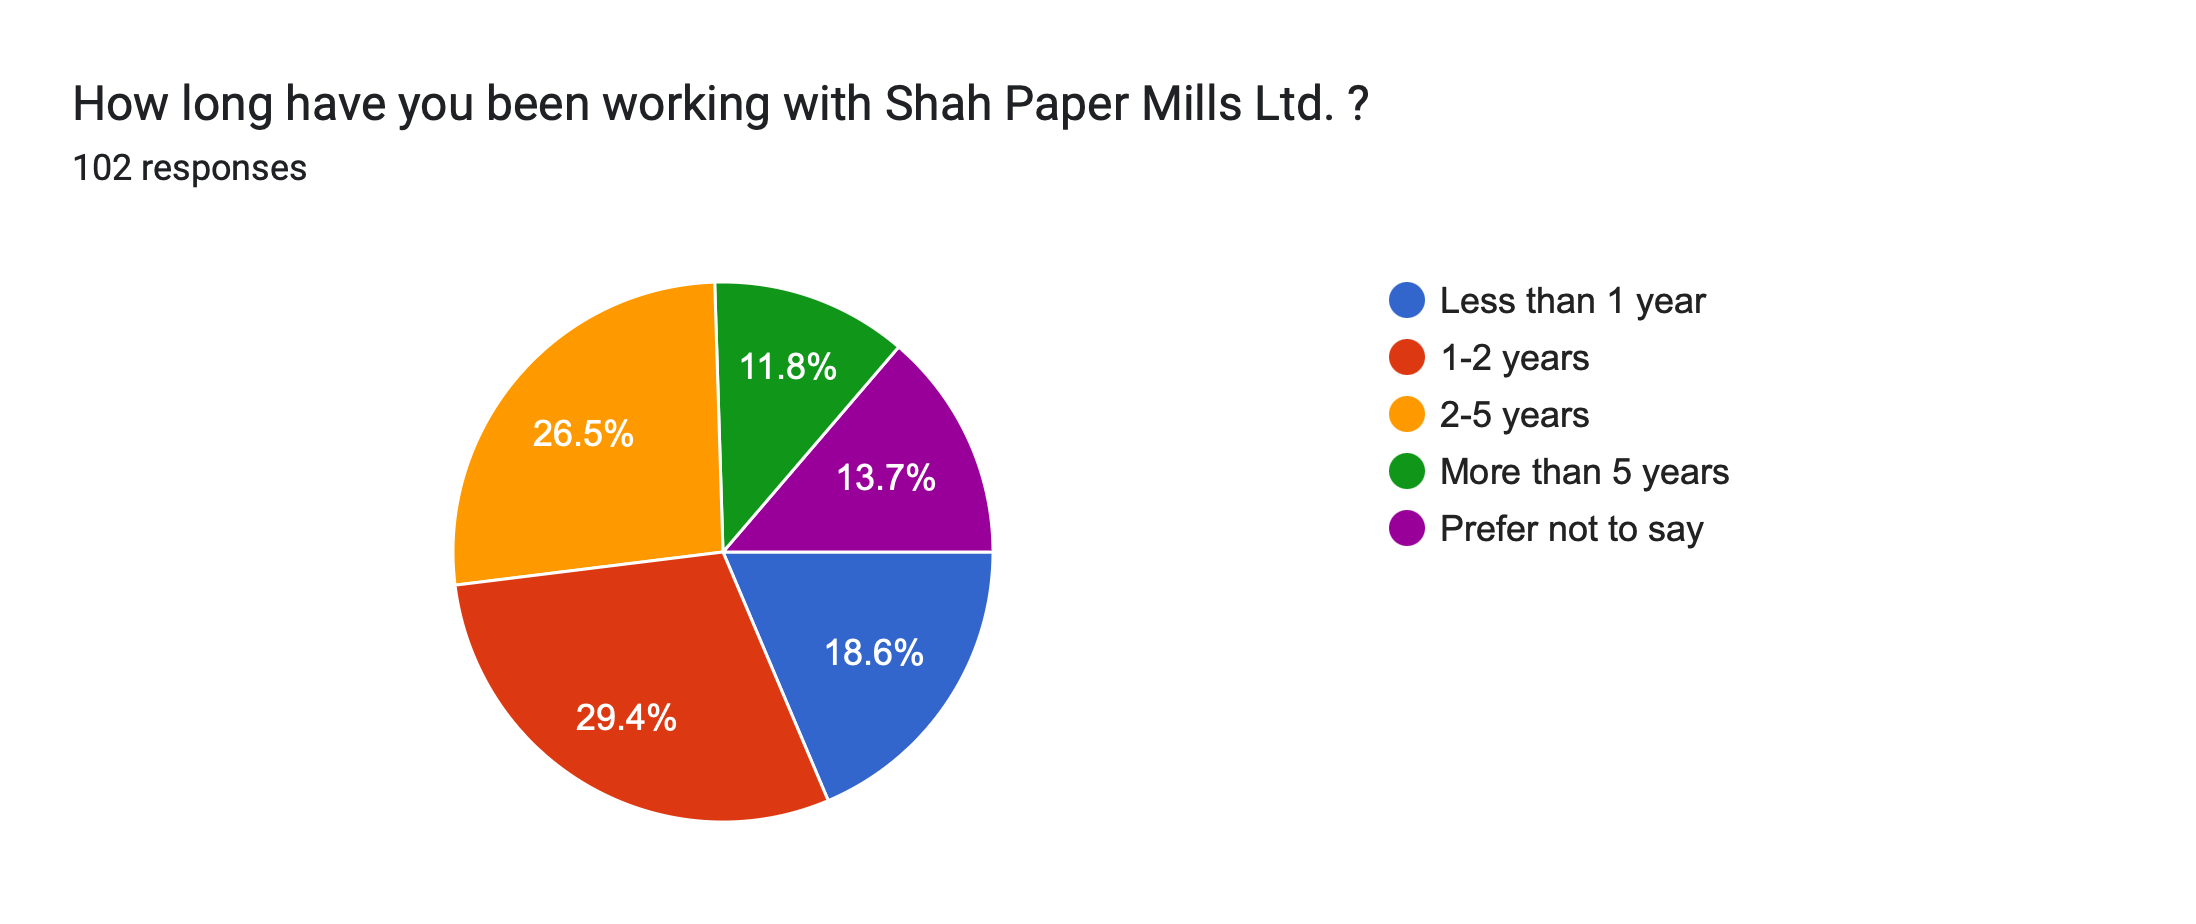 How long have you been working with Shah Paper Mills Ltd. ?
102 responses
11.8%
26.5%
13.7%
18.6%
29.4%
Less than 1 year
1-2 years
2-5 years
More than 5 years
Prefer not to say